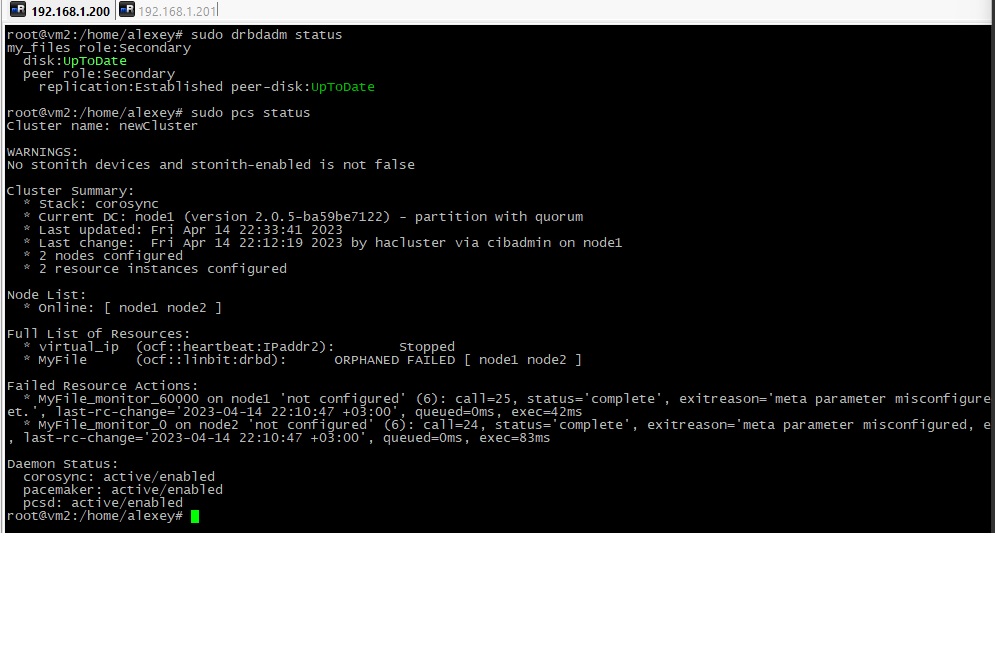 192.168.1.200 192.168.1.201
root@vm2:/home/alexey# sudo drbdadm status
my_files role:Secondary
disk:UpToDate
peer role:Secondary
replication:Established peer-disk:UpToDate
root@vm2:/home/alexey# sudo pcs status
Cluster name: newCluster
WARNINGS:
No stonith devices and stonith-enabled is not false
Cluster Summary:
* Stack: corosync
* Current DC: node1 (version 2.0.5-ba59be7122) - partition with quorum
* Last updated: Fri Apr 14 22:33:41 2023
* Last change:  Fri Apr 14 22:12:19 2023 by hacluster via cibadmin on node1
* 2 nodes configured
* 2 resource instances configured
Node List:
* Online: [ node1 node2 ]
Full List of Resources:
* virtual_ip  (ocf::heartbeat:IPaddr2):        Stopped
* MyFile      (ocf::linbit:drbd):      ORPHANED FAILED [ node1 node2 ]
Failed Resource Actions:
* MyFile_monitor_60000 on node1 'not configured' (6): call=25, status='complete', exitreason='meta parameter misconfigure
et.', last-rc-change='2023-04-14 22:10:47 +03:00', queued=0ms, exec=42ms
* MyFile_monitor_0 on node2 'not configured' (6): call=24, status='complete', exitreason='meta parameter misconfigured, e
, last-rc-change='2023-04-14 22:10:47 +03:00', queued=0ms, exec=83ms
Daemon Status:
corosync: active/enabled
pacemaker: active/enabled
pcsd: active/enabled
root@vm2:/home/alexey#